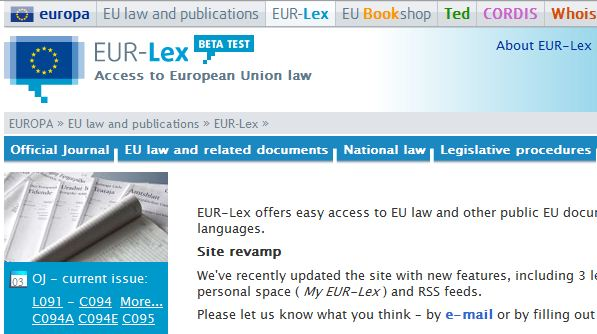 europa EU law and publications EUR-Lex EU Bookshop Ted CORDIS Whois
EUR-Lex BETA TEST
Access to European Union law
About EUR-Lex
EUROPA » EU law and publications » EUR-Lex »
Official Journal EU law and related documents National law Legislative procedures
EUR-Lex offers easy access to EU law and other public EU docu
languages.
Site revamp
We've recently updated the site with new features, including 3 le
personal space ( My EUR-Lex ) and RSS feeds.
Please let us know what you think - by e-mail or by filling out
03 OJ - current issue:
L091 - C094 More...
C094A C094E C095